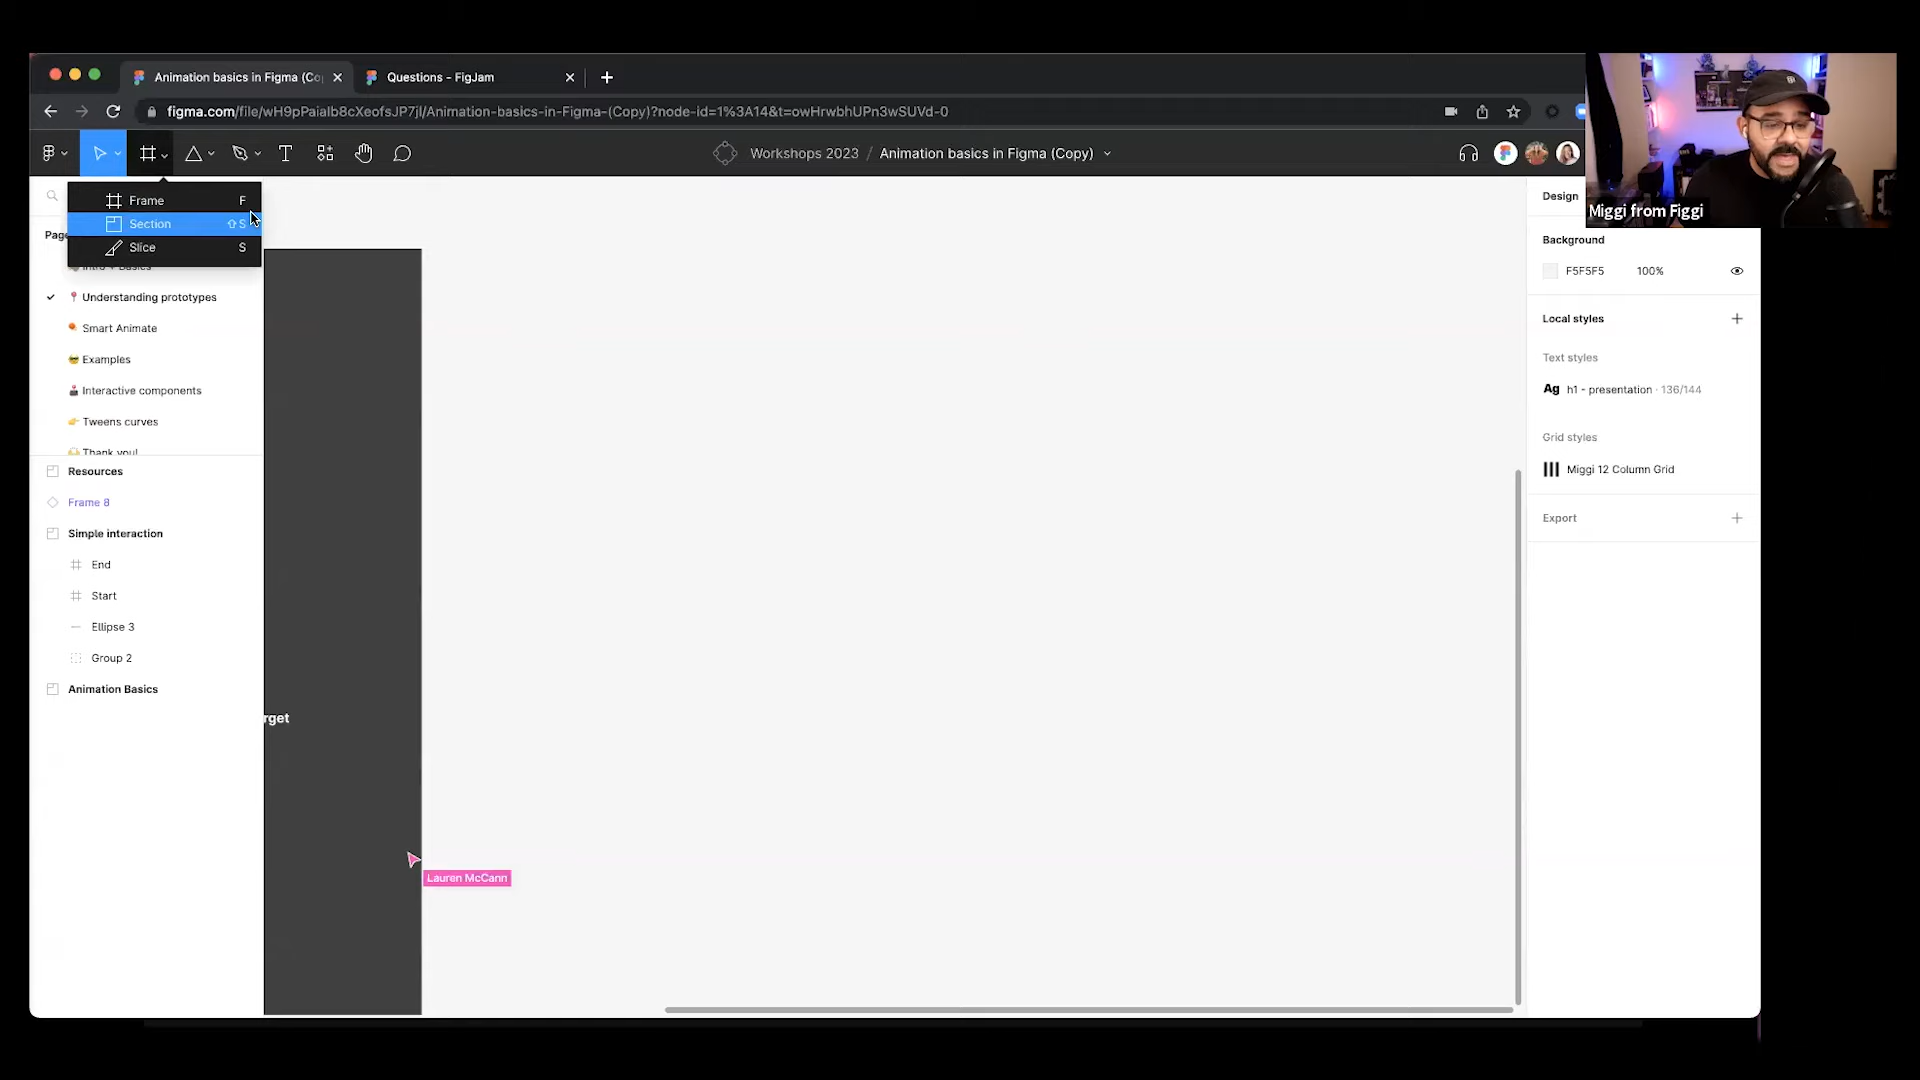 Animation basics in Figma (Co
Questions - FigJam
figma.com/file/wH9pPaiaIb8cXeofsJP7jl/Animation-basics-in-Figma-(Copy)?node-id=1%3A14&t=owHrwbhUPn3wSUVd-0
Workshops 2023 / Animation basics in Figma (Copy)
Miggi from Figgi
Frame F
Section ⇧S
Slice S
Page
Intro + Basics
Understanding prototypes
Smart Animate
Examples
Interactive components
Tweens curves
Thank you!
Resources
Frame 8
Simple interaction
End
Start
Ellipse 3
Group 2
Animation Basics
rget
Lauren McCann
Design
Background
F5F5F5 100%
Local styles
Text styles
Ag h1 - presentation · 136/144
Grid styles
Miggi 12 Column Grid
Export